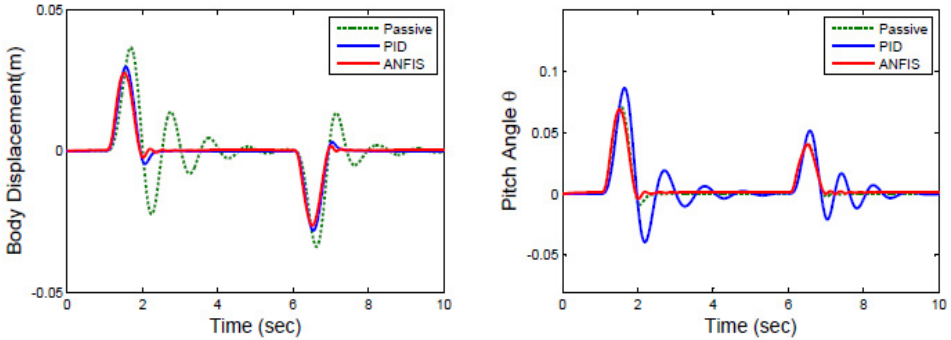 0.05
0
-0.05
Body Displacement(m)
Passive
PID
ANFIS
0 2 4 6 8 10
Time (sec)
0.1
0.05
0
-0.05
Pitch Angle θ
Passive
PID
ANFIS
0 2 4 6 8 10
Time (sec)